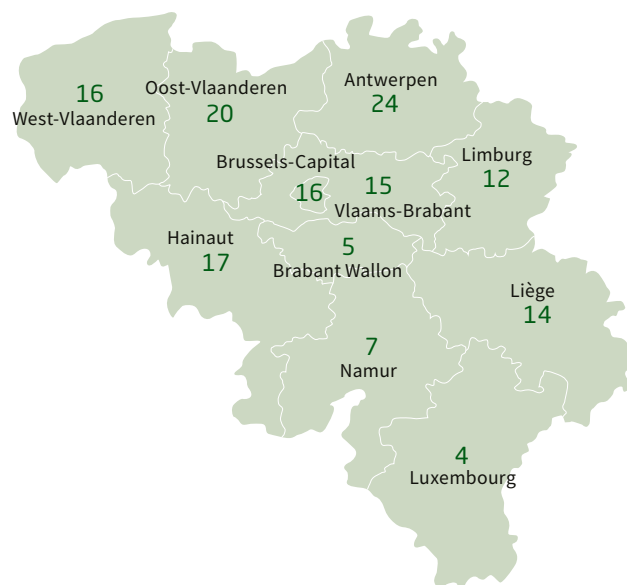 16
West-Vlaanderen
Oost-Vlaanderen
20
Antwerpen
24
Brussels-Capital
16
15
Vlaams-Brabant
Limburg
12
Hainaut
17
5
Brabant Wallon
Liège
14
7
Namur
4
Luxembourg